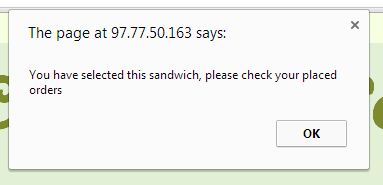 The page at 97.77.50.163 says:
You have selected this sandwich, please check your placed
orders
OK